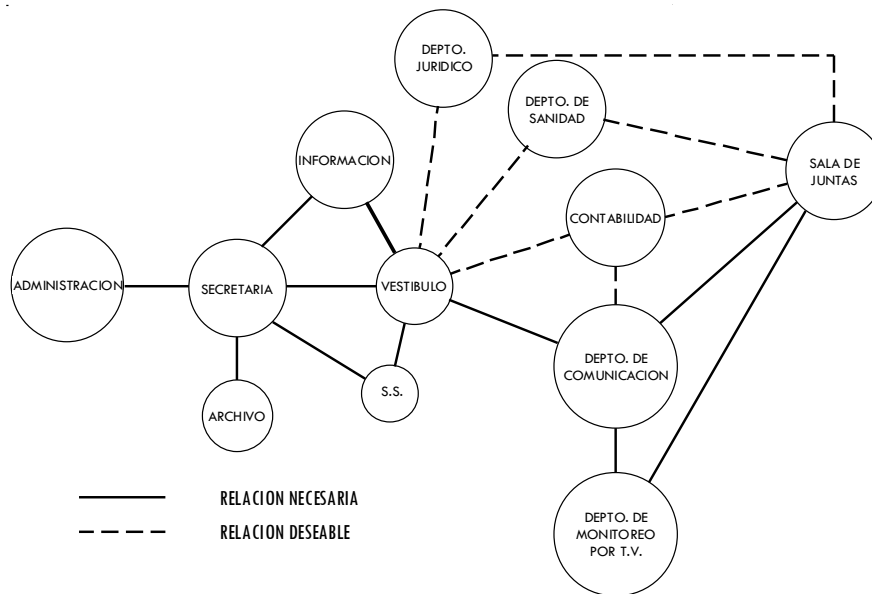 DEPTO.
JURIDICO
DEPTO. DE
SANIDAD
INFORMACION
SALA DE
JUNTAS
CONTABILIDAD
ADMINISTRACION
SECRETARIA
VESTIBULO
DEPTO. DE
COMUNICACION
S.S.
ARCHIVO
RELACION NECESARIA
RELACION DESEABLE
DEPTO. DE
MONITOREO
POR T.V.